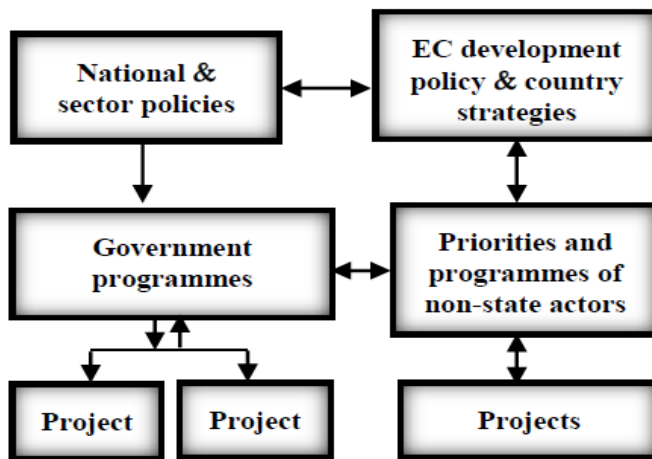 National &
sector policies
EC development
policy & country
strategies
Government
programmes
Priorities and
programmes of
non-state actors
Project
Project
Projects